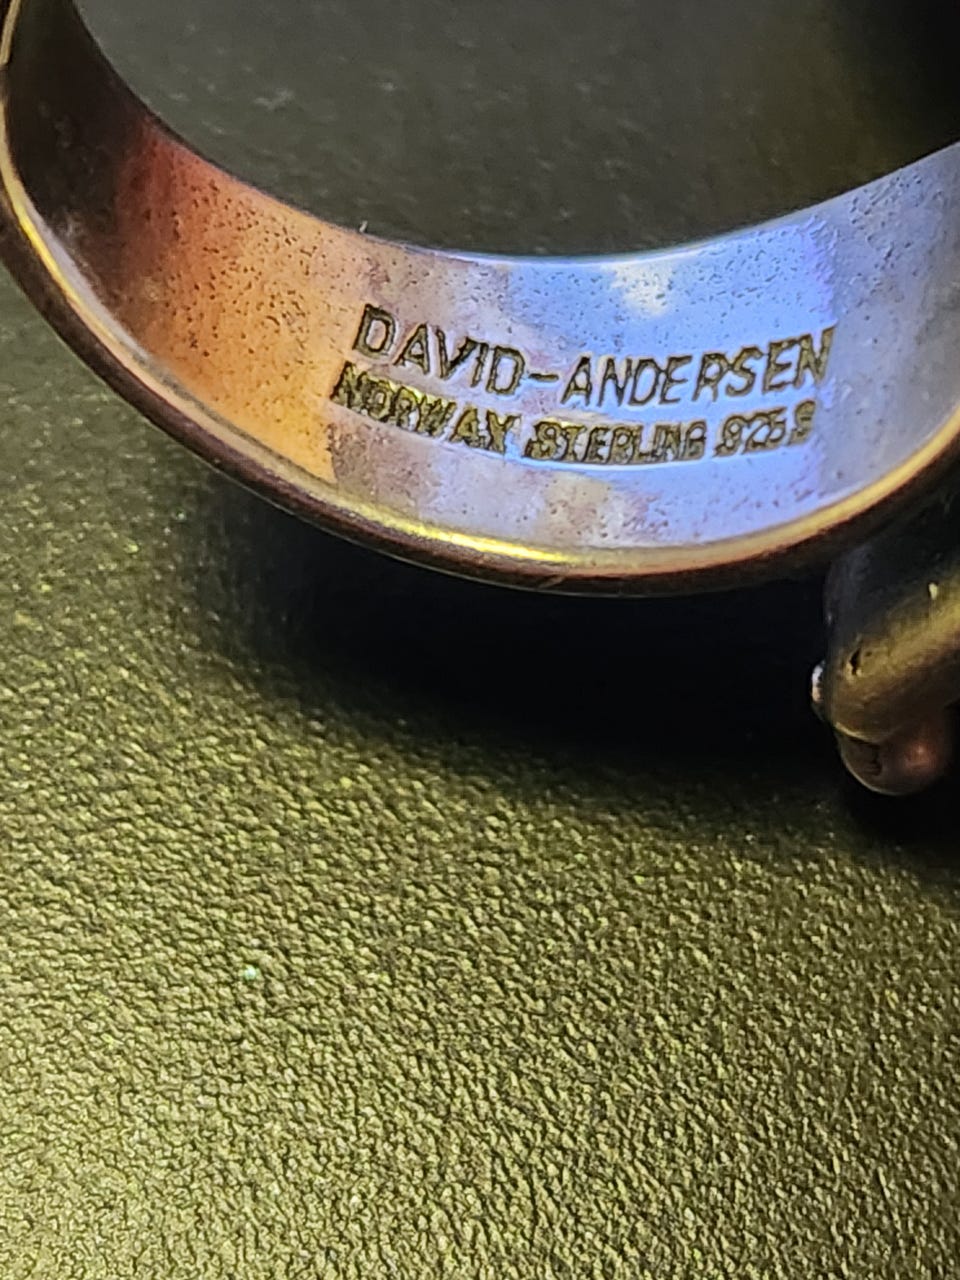 DAVID-ANDERSEN
NORWAY STERLING 925 S